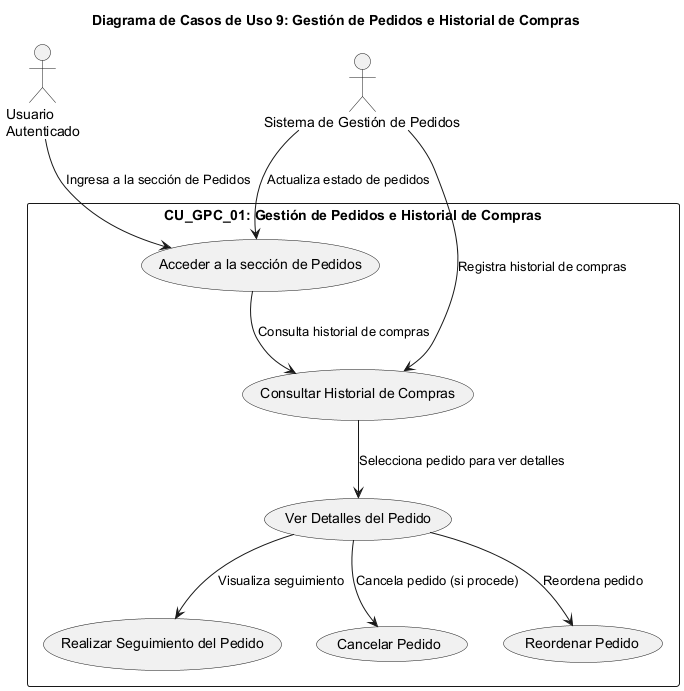 Diagrama de Casos de Uso 9: Gestión de Pedidos e Historial de Compras
Usuario
Autenticado
Sistema de Gestión de Pedidos
Ingresa a la sección de Pedidos
Actualiza estado de pedidos
CU_GPC_01: Gestión de Pedidos e Historial de Compras
Acceder a la sección de Pedidos
Registra historial de compras
Consulta historial de compras
Consultar Historial de Compras
Selecciona pedido para ver detalles
Ver Detalles del Pedido
Visualiza seguimiento
Cancela pedido (si procede)
Reordena pedido
Realizar Seguimiento del Pedido
Cancelar Pedido
Reordenar Pedido